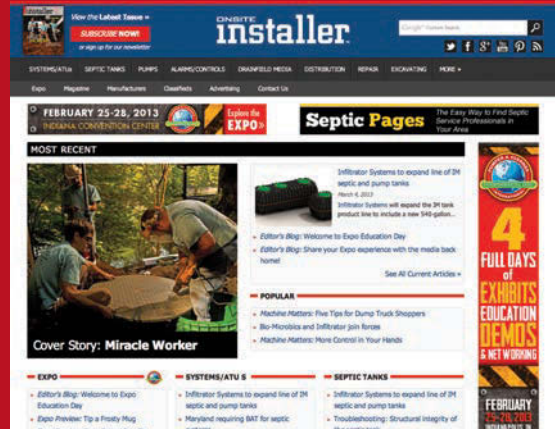 View the Latest Issue »
SUBSCRIBE NOW!
or sign up for our newsletter
ONSITE
installer
SYSTEMS/ATUs SEPTIC TANKS PUMPS ALARMS/CONTROLS DRAINFIELD MEDIA DISTRIBUTION REPAIR EXCAVATING MORE
Expo Magazine Manufacturers Classifieds Advertising Contact Us
FEBRUARY 25-28, 2013
INDIANA CONVENTION CENTER
Explore the
EXPO»
Septic Pages
The Easy Way to Find Septic
Service Professionals in
Your Area
MOST RECENT
Infiltrator Systems to expand line of IM
septic and pump tanks
March 4, 2013
Infiltrator Systems will expand the IM tank
product line to include a new 540-gallon...
Editor's Blog: Welcome to Expo Education Day
Editor's Blog: Share your Expo experience with the media back
home!
See All Current Articles »
POPULAR
Machine Matters: Five Tips for Dump Truck Shoppers
Bio-Microbics and Infiltrator join forces
Machine Matters: More Control in Your Hands
Cover Story: Miracle Worker
4
FULL DAYS
of
EXHIBITS
EDUCATION
DEMOS
& NETWORKING
FEBRUARY
25-28, 2013
INDIANAPOLIS, IN
EXPO
Editor's Blog: Welcome to Expo
Education Day
Expo Preview: Tip a Frosty Mug
SYSTEMS/ATU S
Infiltrator Systems to expand line of IM
septic and pump tanks
Maryland requiring BAT for septic
SEPTIC TANKS
Infiltrator Systems to expand line of IM
septic and pump tanks
Troubleshooting: Structural integrity of